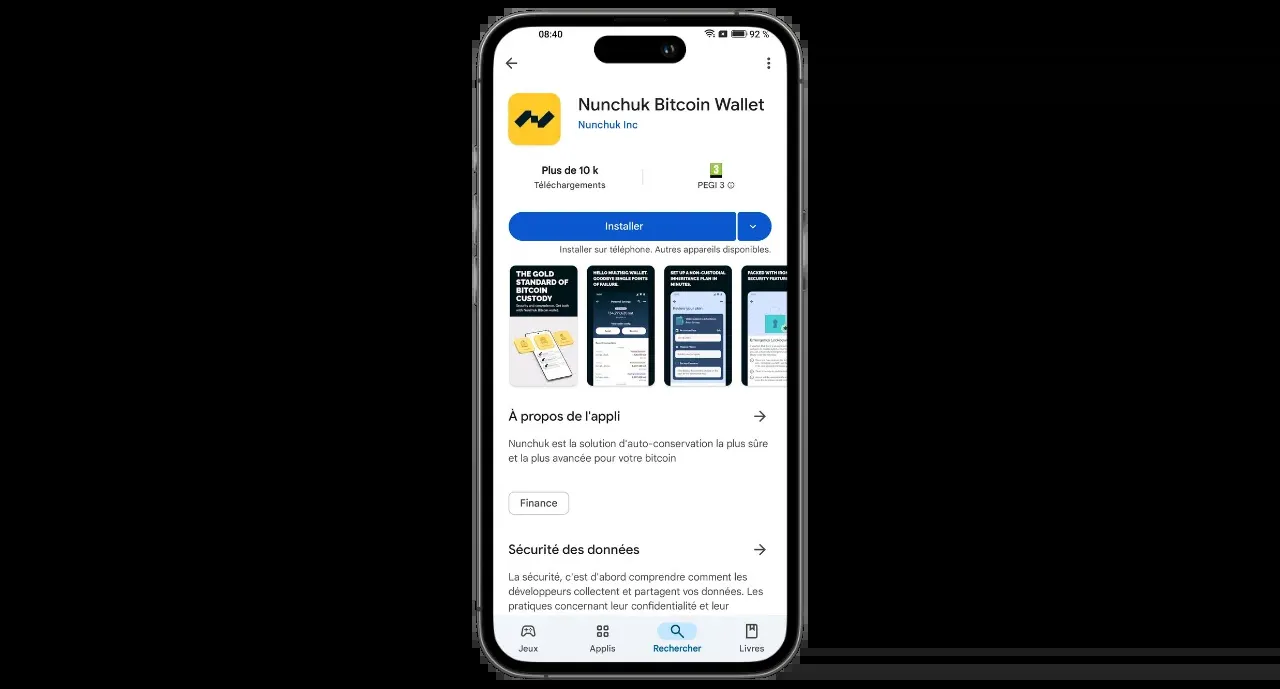 08:40
92 %
Nunchuk Bitcoin Wallet
Nunchuk Inc
Plus de 10 k
Téléchargements
3
PEGI 3
Installer
Installer sur téléphone. Autres appareils disponibles.
THE GOLD
STANDARD OF
BITCOIN
CUSTODY
HELLO MULTISIG WALLET.
GOODBYE SINGLE POINTS
OF FAILURE.
SET UP A NON-CUSTODIAL
INHERITANCE PLAN IN
MINUTES.
PACKED WITH
SECURITY
À propos de l'appli
Nunchuk est la solution d'auto-conservation la plus sûre
et la plus avancée pour votre bitcoin
Finance
Sécurité des données
La sécurité, c'est d'abord comprendre comment les
développeurs collectent et partagent vos données. Les
pratiques concernant leur confidentialité et leur
Jeux
Applis
Rechercher
Livres